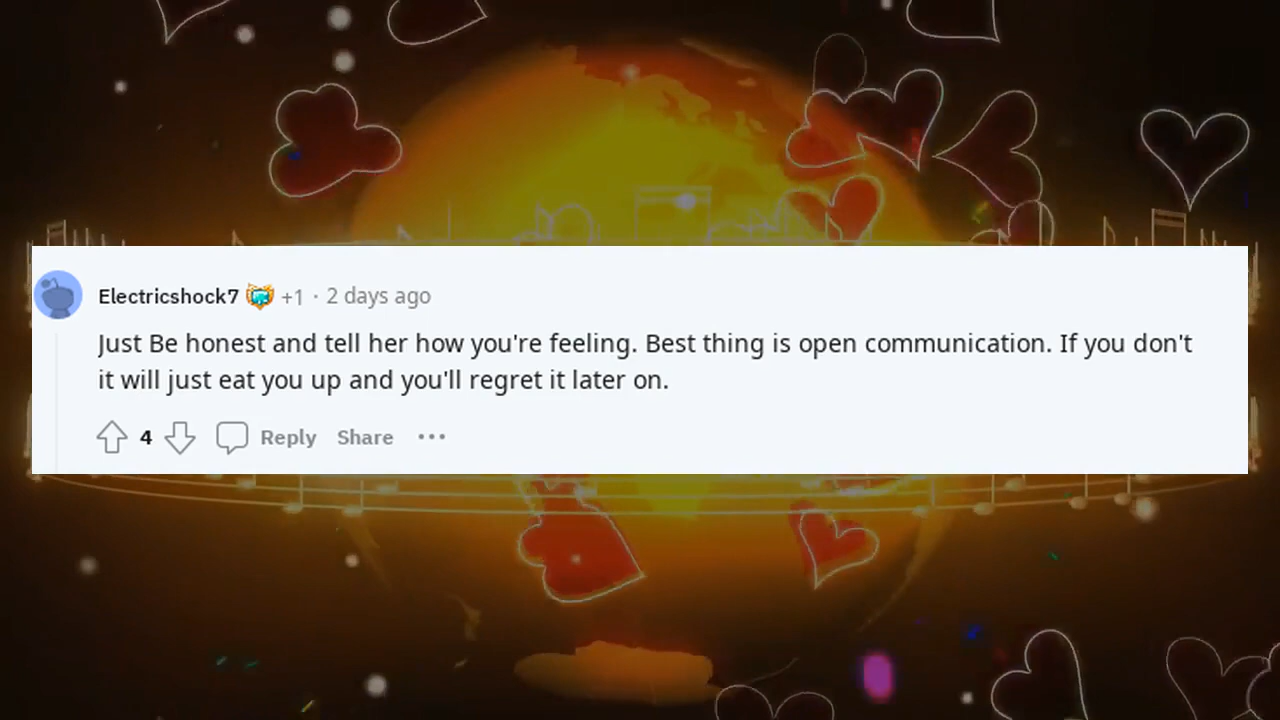 Electricshock7 +1 · 2 days ago
Just Be honest and tell her how you're feeling. Best thing is open communication. If you don't
it will just eat you up and you'll regret it later on.
4 Reply Share ···